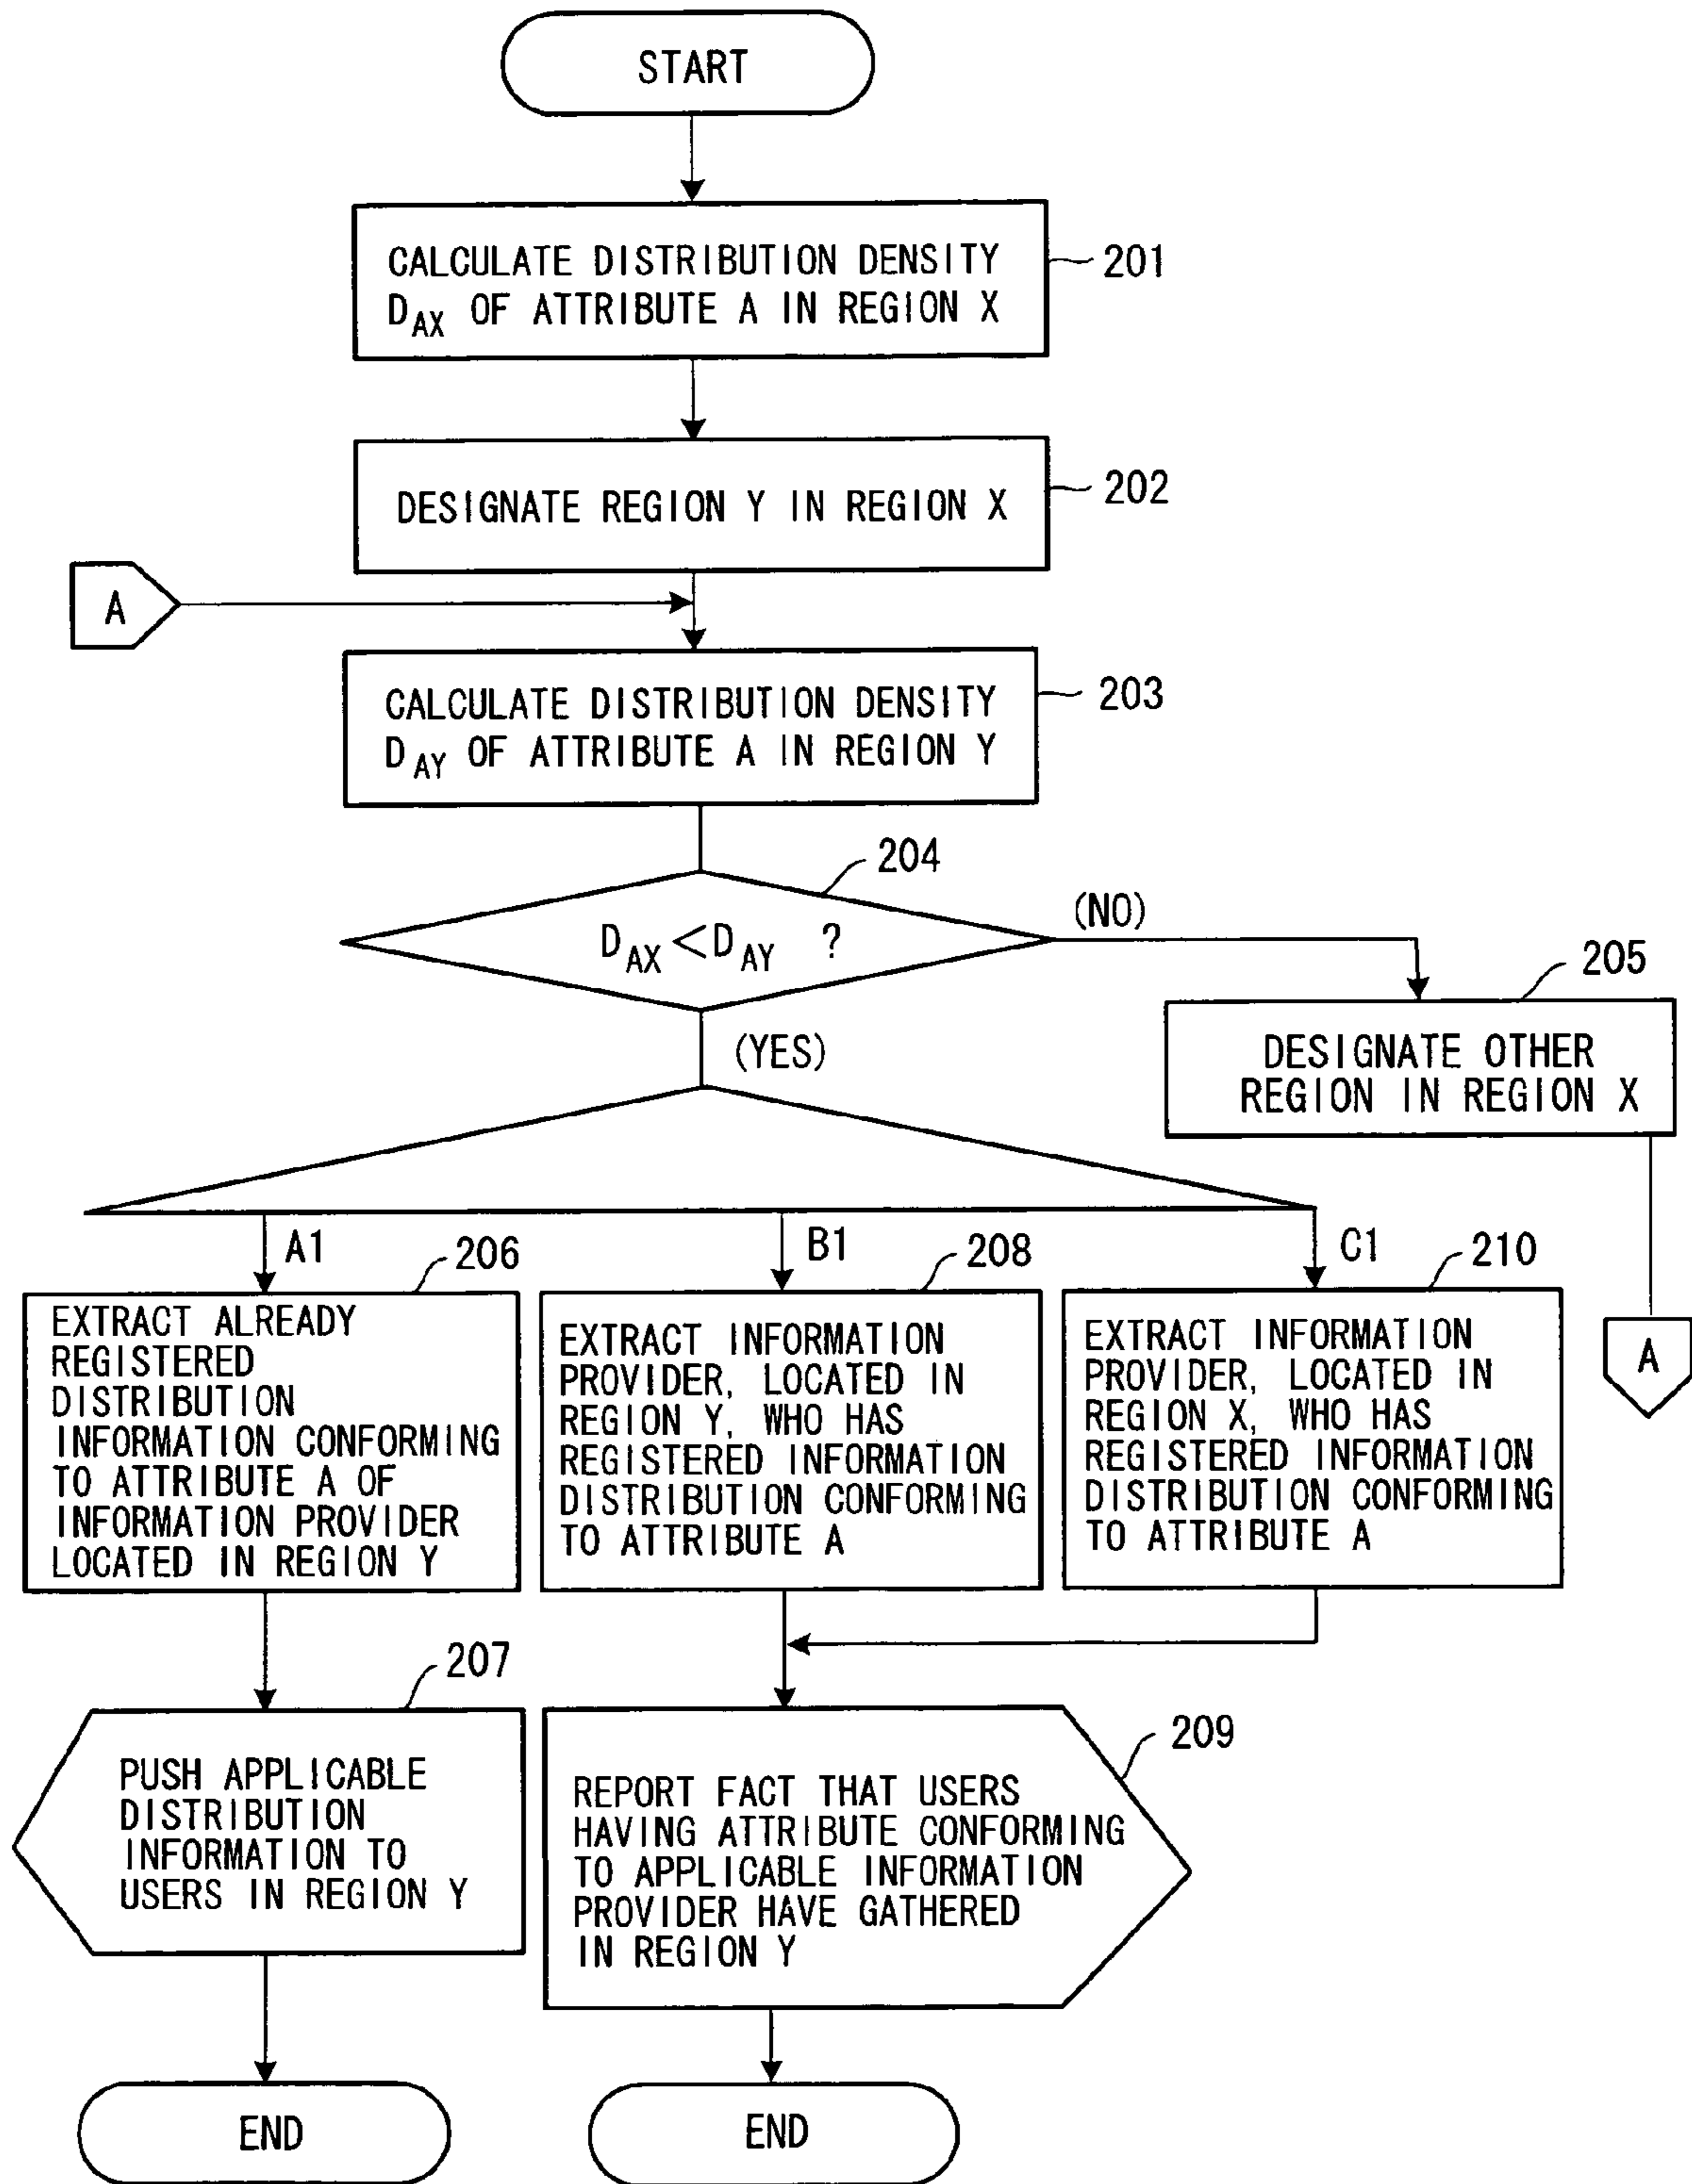 START
CALCULATE DISTRIBUTION DENSITY
DAX OF ATTRIBUTE A IN REGION X
201
DESIGNATE REGION Y IN REGION X
202
A
CALCULATE DISTRIBUTION DENSITY
DAY OF ATTRIBUTE A IN REGION Y
203
204
DAX<DAY ?
(NO)
205
DESIGNATE OTHER
REGION IN REGION X
(YES)
A1
206
B1
208
C1
210
EXTRACT ALREADY
REGISTERED
DISTRIBUTION
INFORMATION CONFORMING
TO ATTRIBUTE A OF
INFORMATION PROVIDER
LOCATED IN REGION Y
EXTRACT INFORMATION
PROVIDER, LOCATED IN
REGION Y, WHO HAS
REGISTERED INFORMATION
DISTRIBUTION CONFORMING
TO ATTRIBUTE A
EXTRACT INFORMATION
PROVIDER, LOCATED IN
REGION X, WHO HAS
REGISTERED INFORMATION
DISTRIBUTION CONFORMING
TO ATTRIBUTE A
A
207
PUSH APPLICABLE
DISTRIBUTION
INFORMATION TO
USERS IN REGION Y
209
REPORT FACT THAT USERS
HAVING ATTRIBUTE CONFORMING
TO APPLICABLE INFORMATION
PROVIDER HAVE GATHERED
IN REGION Y
END
END